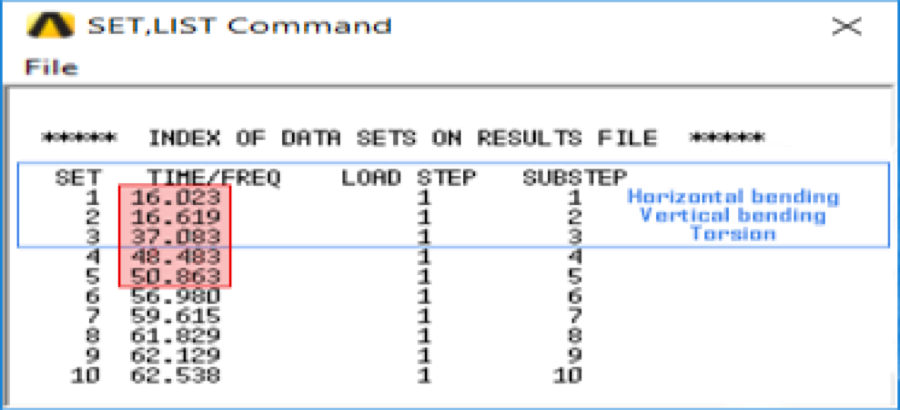 SET,LIST Command
File
***** INDEX OF DATA SETS ON RESULTS FILE *****
SET TIME/FREQ LOAD STEP SUBSTEP
1 16.023 1 1 Horizontal bending
2 16.619 1 2 Vertical bending
3 37.083 1 3 Torsion
4 48.483 1 4
5 50.863 1 5
6 56.980 1 6
7 59.615 1 7
8 61.829 1 8
9 62.129 1 9
10 62.538 1 10